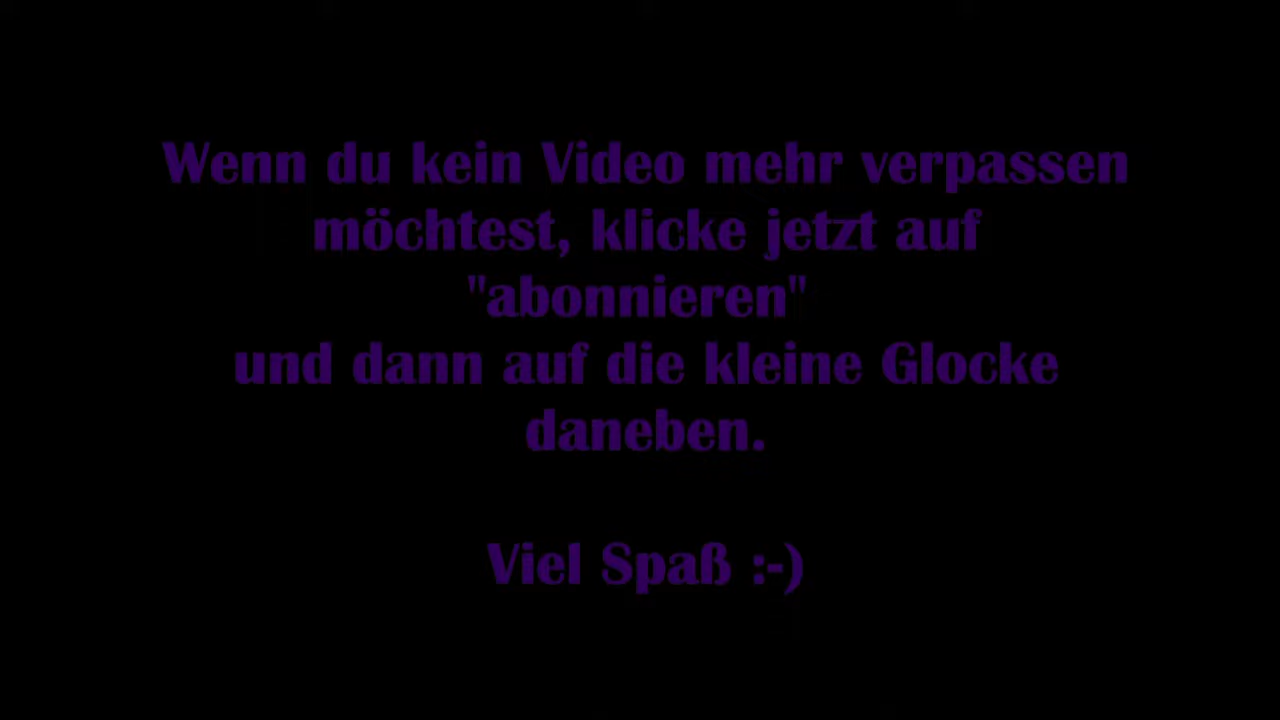 Wenn du kein Video mehr verpassen
möchtest, klicke jetzt auf
"abonnieren"
und dann auf die kleine Glocke
daneben.
Viel Spaß :-)